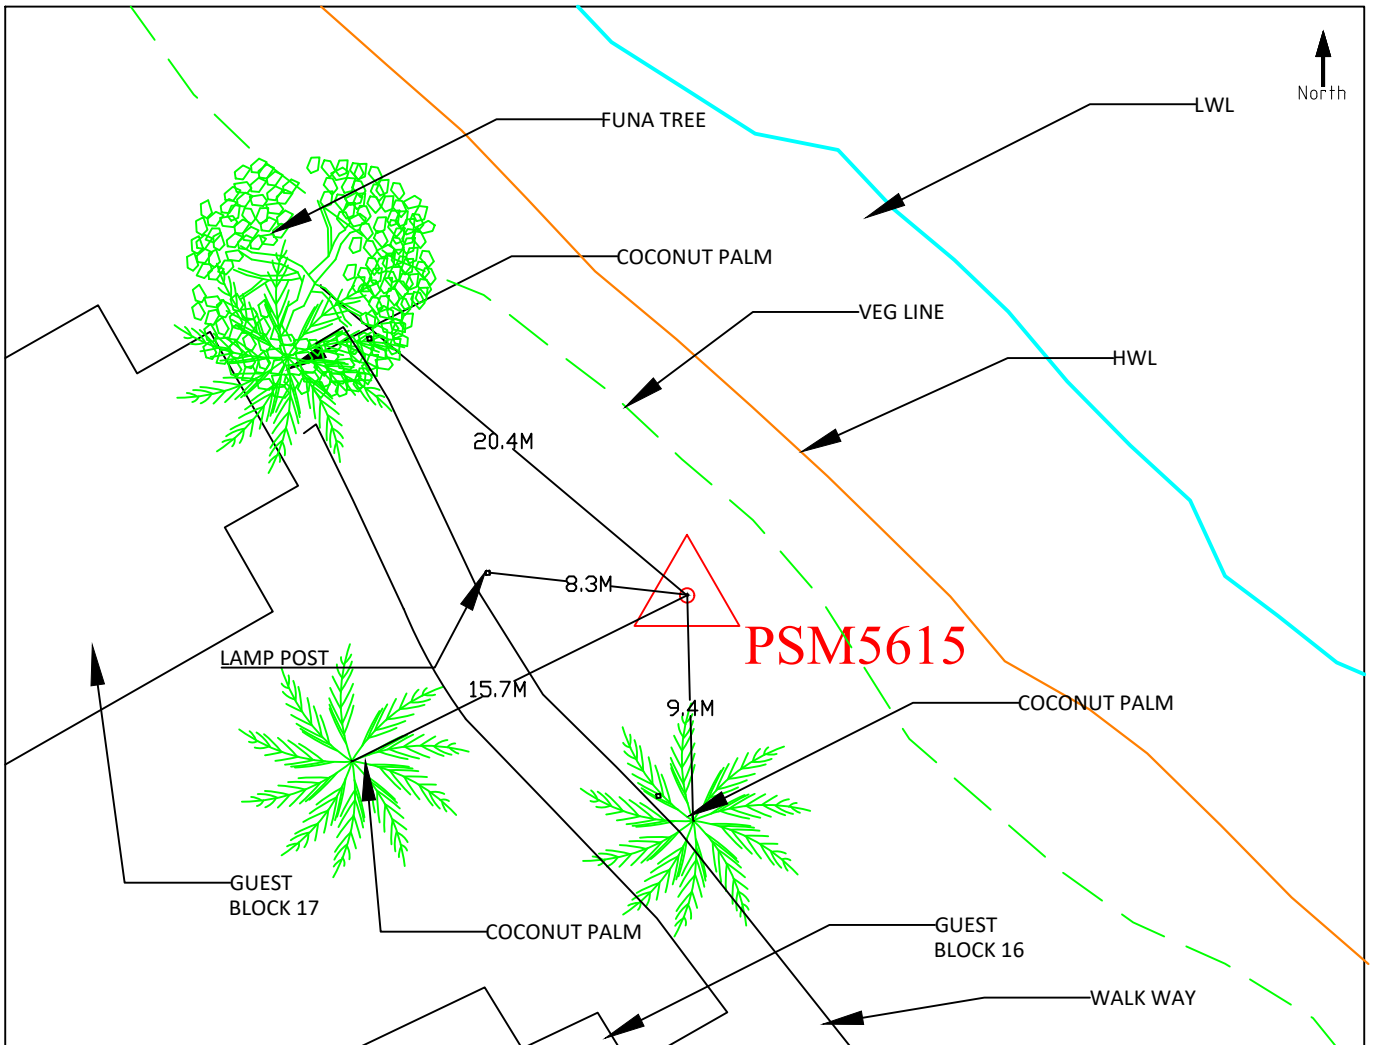 North
LWL
FUNA TREE
COCONUT PALM
VEG LINE
HWL
20.4M
8.3M
PSM5615
LAMP POST
15.7M
9.4M
COCONUT PALM
GUEST
BLOCK 17
COCONUT PALM
GUEST
BLOCK 16
WALK WAY